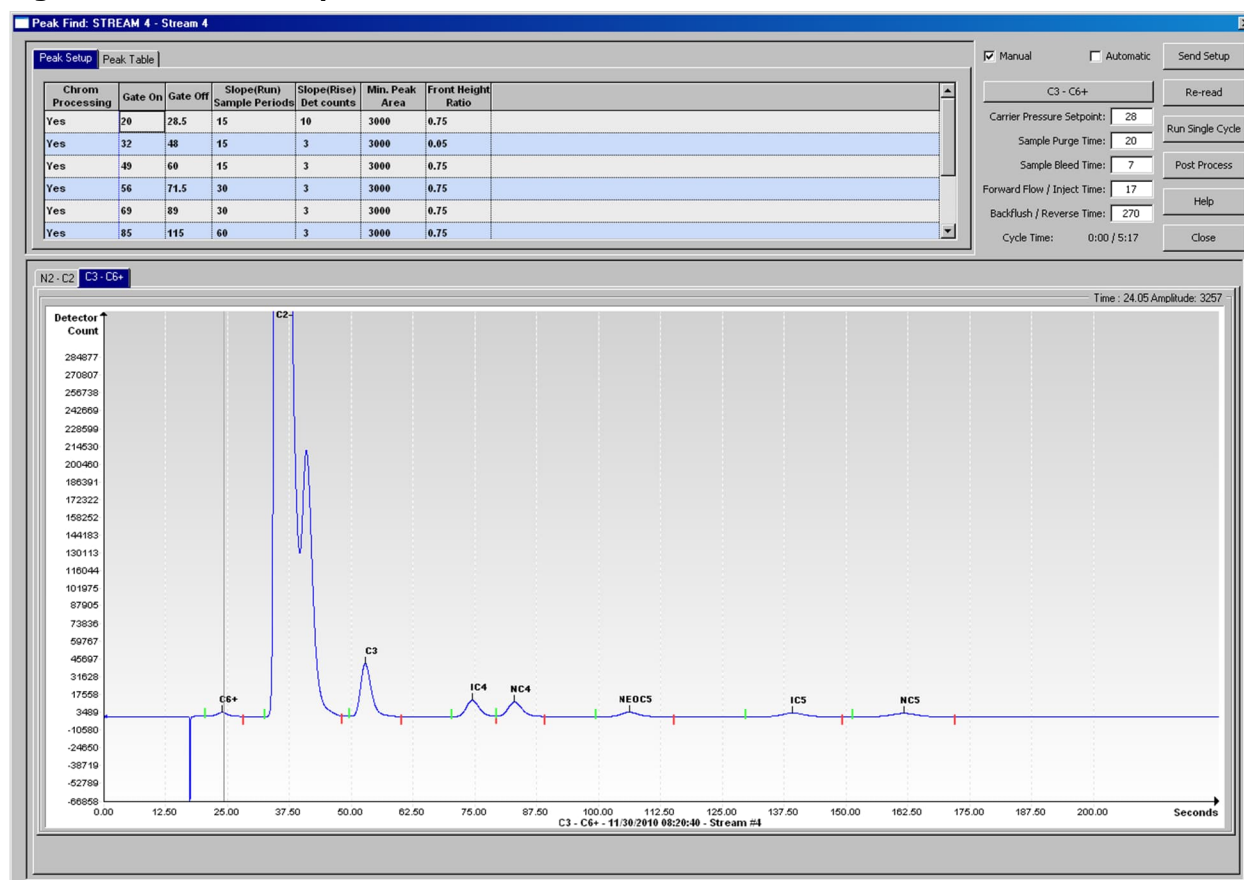 Peak Find: STREAM 4 - Stream 4
Peak Setup Peak Table
Chrom Processing Gate On Gate Off Slope(Run) Sample Periods Slope(Rise) Det counts Min. Peak Area Front Height Ratio
Yes 20 28.5 15 10 3000 0.75
Yes 32 48 15 3 3000 0.05
Yes 49 60 15 3 3000 0.75
Yes 56 71.5 30 3 3000 0.75
Yes 69 89 30 3 3000 0.75
Yes 85 115 60 3 3000 0.75
Manual Automatic
C3 - C6+
Carrier Pressure Setpoint: 28
Sample Purge Time: 20
Sample Bleed Time: 7
Forward Flow / Inject Time: 17
Backflush / Reverse Time: 270
Cycle Time: 0:00 / 5:17
Send Setup
Re-read
Run Single Cycle
Post Process
Help
Close
N2 - C2 C3 - C6+
Time : 24.05 Amplitude: 3257
Detector
Count
284877
270807
256738
242669
228599
214530
200460
186391
172322
158252
144183
130113
116044
101975
87905
73836
59767
45697
31628
17558
3489
-10580
-24650
-38719
-52789
-66858
C2-
C6+
C3
IC4
NC4
NEOC5
IC5
NC5
0.00 12.50 25.00 37.50 50.00 62.50 75.00 87.50 100.00 112.50 125.00 137.50 150.00 162.50 175.00 187.50 200.00 Seconds
C3 - C6+ - 11/30/2010 08:20:40 - Stream #4